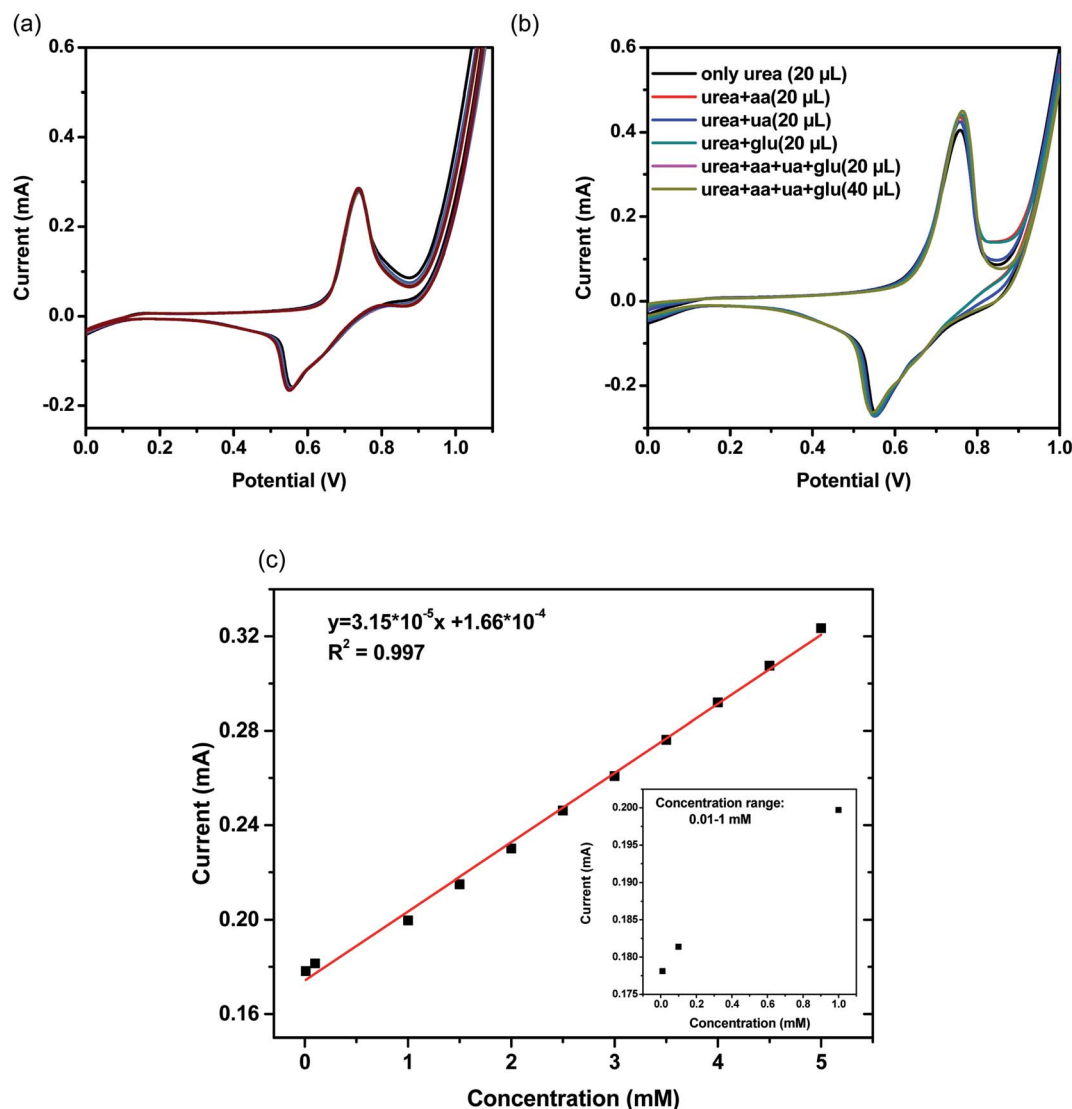 (a)
0.6
0.4
0.2
0.0
-0.2
Current (mA)
0.0 0.2 0.4 0.6 0.8 1.0
Potential (V)
(b)
0.6
0.4
0.2
0.0
-0.2
Current (mA)
only urea (20 µL)
urea+aa(20 µL)
urea+ua(20 µL)
urea+glu(20 µL)
urea+aa+ua+glu(20 µL)
urea+aa+ua+glu(40 µL)
0.0 0.2 0.4 0.6 0.8 1.0
Potential (V)
(c)
y=3.15*10⁻⁵x +1.66*10⁻⁴
R² = 0.997
0.32
0.28
0.24
0.20
0.16
Current (mA)
0 1 2 3 4 5
Concentration (mM)
Concentration range:
0.01-1 mM
0.200
0.195
0.190
0.185
0.180
0.175
Current (mA)
0.0 0.2 0.4 0.6 0.8 1.0
Concentration (mM)